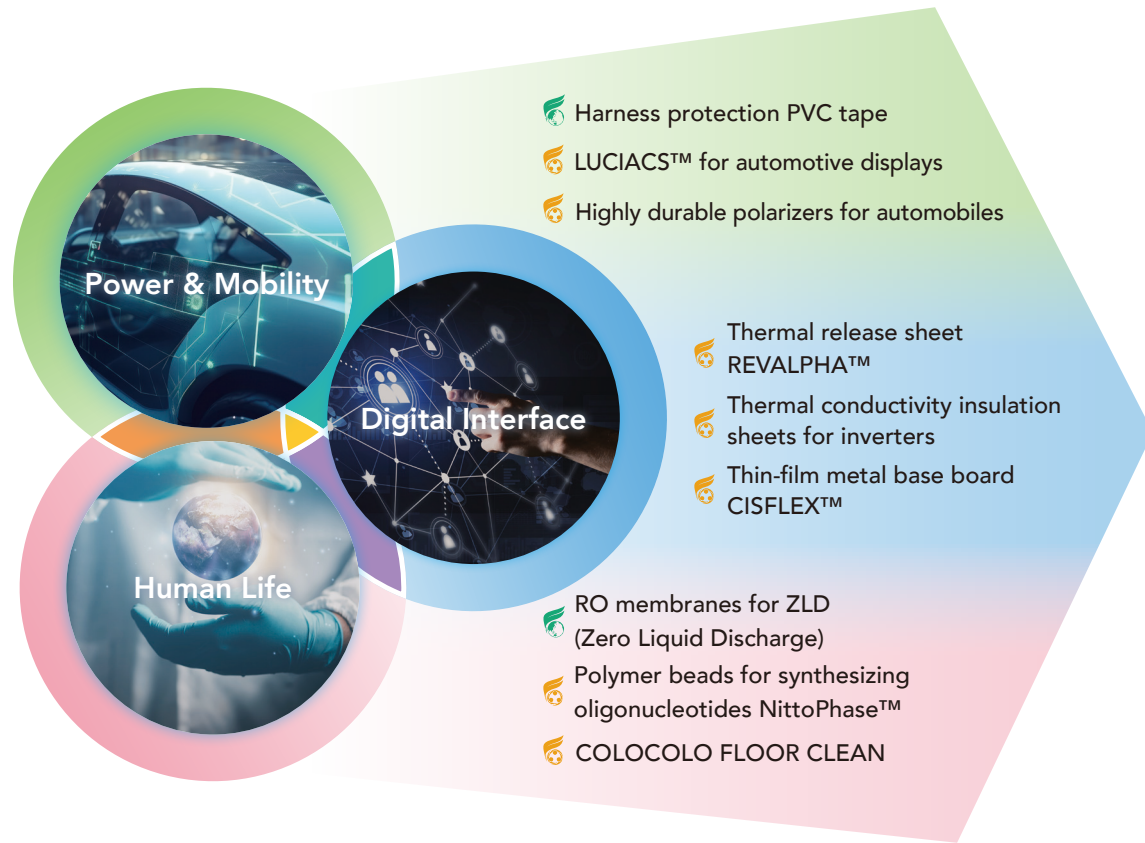 Power & Mobility
Harness protection PVC tape
LUCIACS™ for automotive displays
Highly durable polarizers for automobiles
Digital Interface
Thermal release sheet
REVALPHA™
Thermal conductivity insulation
sheets for inverters
Thin-film metal base board
CISFLEX™
Human Life
RO membranes for ZLD
(Zero Liquid Discharge)
Polymer beads for synthesizing
oligonucleotides NittoPhase™
COLOCOLO FLOOR CLEAN